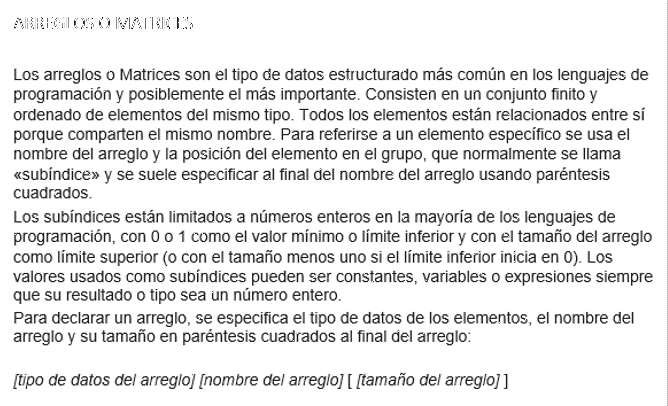 ARREGLOS O MATRICES
Los arreglos o Matrices son el tipo de datos estructurado más común en los lenguajes de
programación y posiblemente el más importante. Consisten en un conjunto finito y
ordenado de elementos del mismo tipo. Todos los elementos están relacionados entre sí
porque comparten el mismo nombre. Para referirse a un elemento específico se usa el
nombre del arreglo y la posición del elemento en el grupo, que normalmente se llama
«subíndice» y se suele especificar al final del nombre del arreglo usando paréntesis
cuadrados.
Los subíndices están limitados a números enteros en la mayoría de los lenguajes de
programación, con 0 o 1 como el valor mínimo o límite inferior y con el tamaño del arreglo
como límite superior (o con el tamaño menos uno si el límite inferior inicia en 0). Los
valores usados como subíndices pueden ser constantes, variables o expresiones siempre
que su resultado o tipo sea un número entero.
Para declarar un arreglo, se especifica el tipo de datos de los elementos, el nombre del
arreglo y su tamaño en paréntesis cuadrados al final del arreglo:
[tipo de datos del arreglo] [nombre del arreglo] [ [tamaño del arreglo] ]